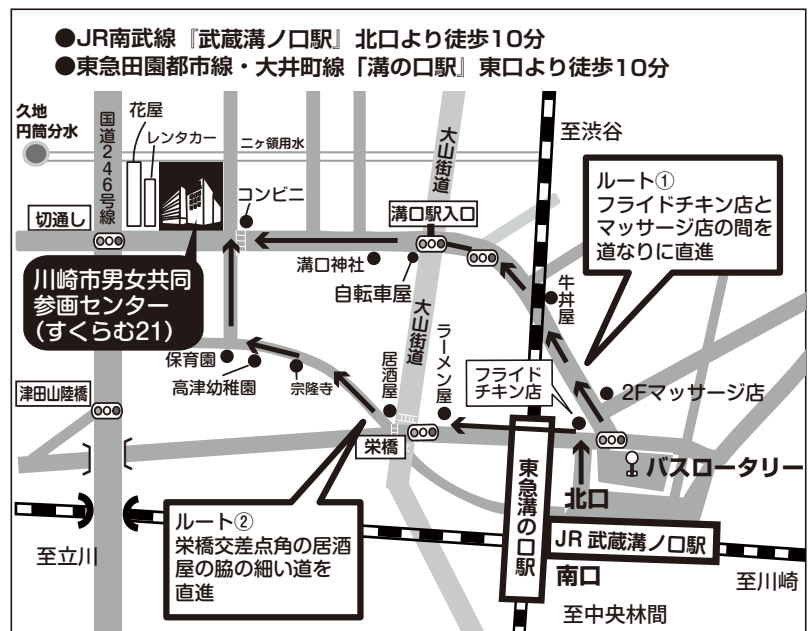 ●JR南武線『武蔵溝ノ口駅』北口より徒歩10分
●東急田園都市線・大井町線「溝の口駅』東口より徒歩10分
久地
円筒分水
国道246号線
花屋
レンタカー
二ヶ領用水
大山街道
至渋谷
ルート①
フライドチキン店と
マッサージ店の間を
道なりに直進
切通し
コンビニ
溝口駅入口
溝口神社
自転車屋
牛丼屋
川崎市男女共同
参画センター
(すくらむ21)
大山街道
保育園
高津幼稚園
宗隆寺
居酒屋
ラーメン屋
フライド
チキン店
2Fマッサージ店
津田山陸橋
栄橋
バスロータリー
北口
東急溝の口駅
JR 武蔵溝ノ口駅
南口
ルート②
栄橋交差点角の居酒
屋の脇の細い道を
直進
至立川
至川崎
至中央林間